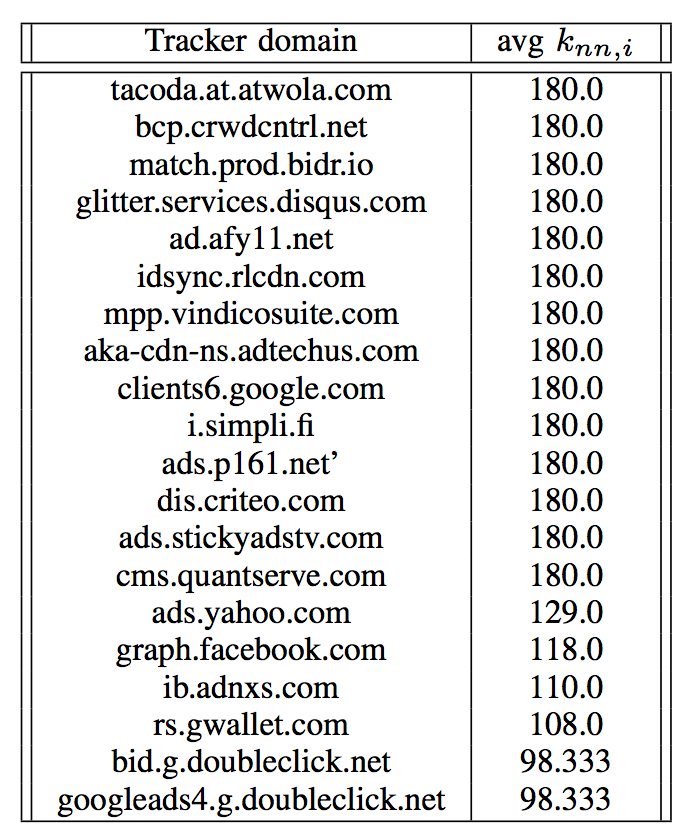 Tracker domain avg k_{nn,i}
tacoda.at.atwola.com 180.0
bcp.crwdcntrl.net 180.0
match.prod.bidr.io 180.0
glitter.services.disqus.com 180.0
ad.afy11.net 180.0
idsync.rlcdn.com 180.0
mpp.vindicosuite.com 180.0
aka-cdn-ns.adtechus.com 180.0
clients6.google.com 180.0
i.simpli.fi 180.0
ads.p161.net’ 180.0
dis.criteo.com 180.0
ads.stickyadstv.com 180.0
cms.quantserve.com 180.0
ads.yahoo.com 129.0
graph.facebook.com 118.0
ib.adnxs.com 110.0
rs.gwallet.com 108.0
bid.g.doubleclick.net 98.333
googleads4.g.doubleclick.net 98.333